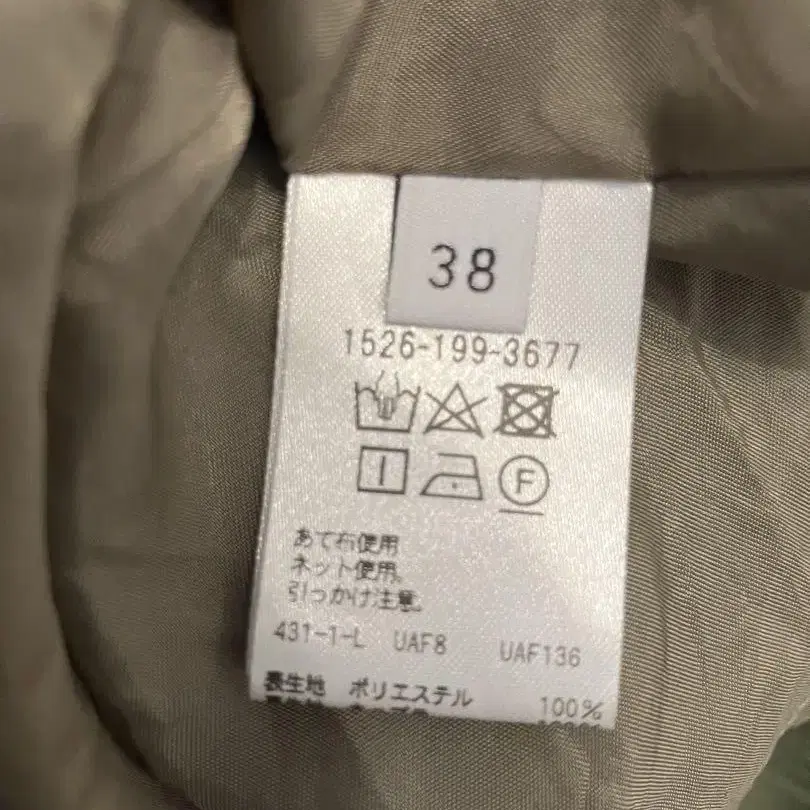 38
1526-199-3677
F
あて布使用
ネット使用。
引っかけ注意。
431-1-L UAF8 UAF136
表生地 ポリエステル 100%